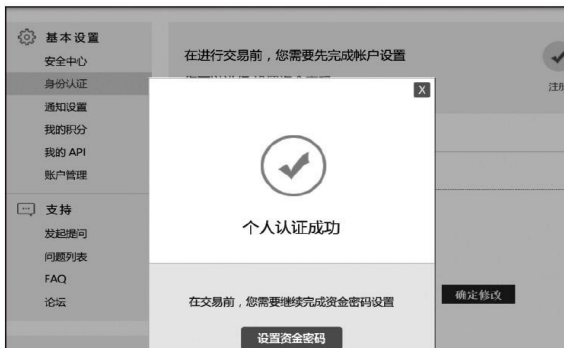 基本设置
安全中心
身份认证
通知设置
我的积分
我的 API
账户管理
支持
发起提问
问题列表
FAQ
论坛
在进行交易前，您需要先完成帐户设置
注册
X
个人认证成功
在交易前，您需要继续完成资金密码设置
设置资金密码
确定修改